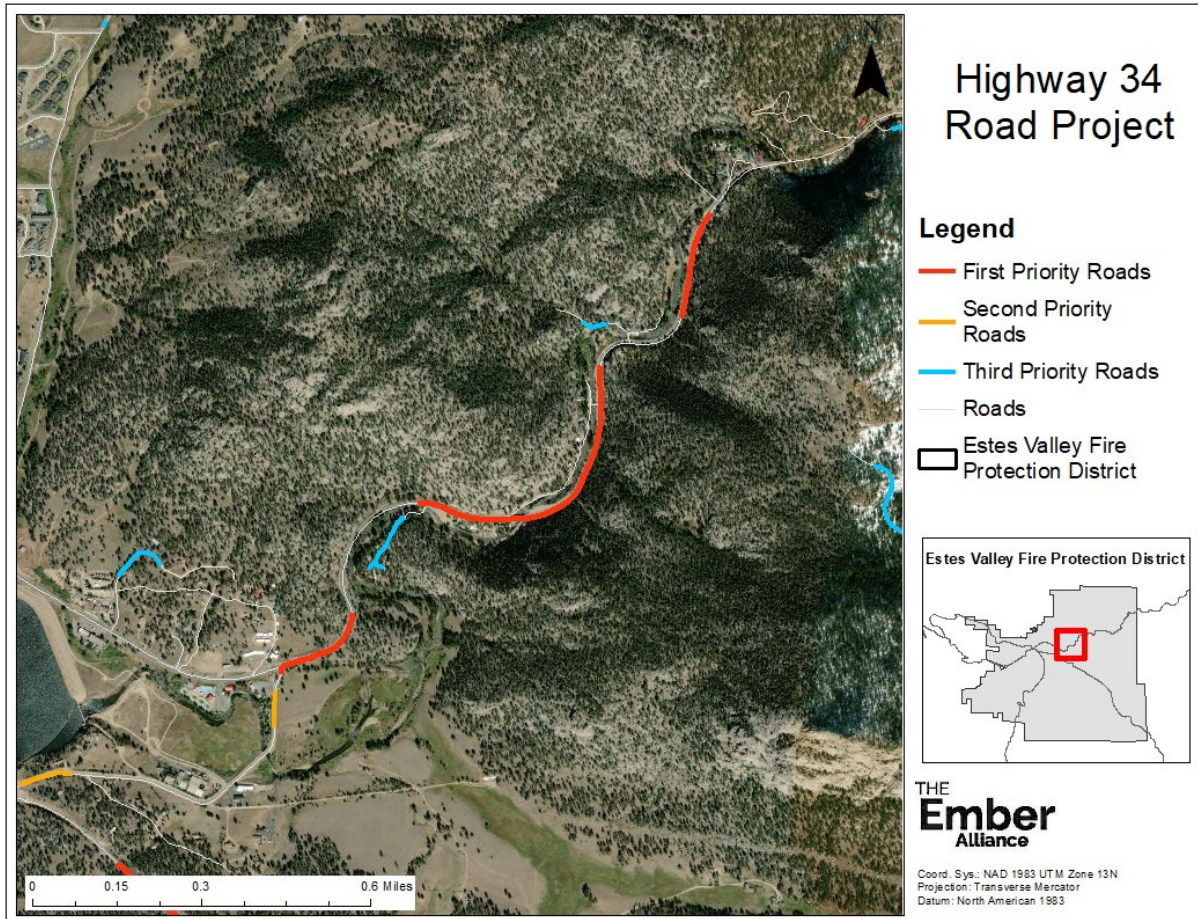 Highway 34
Road Project
Legend
First Priority Roads
Second Priority
Roads
Third Priority Roads
Roads
Estes Valley Fire
Protection District
Estes Valley Fire Protection District
THE
Ember
Alliance
Coord. Sys.: NAD 1983 UTM Zone 13N
Projection: Transverse Mercator
Datum: North American 1983
0 0.15 0.3 0.6 Miles